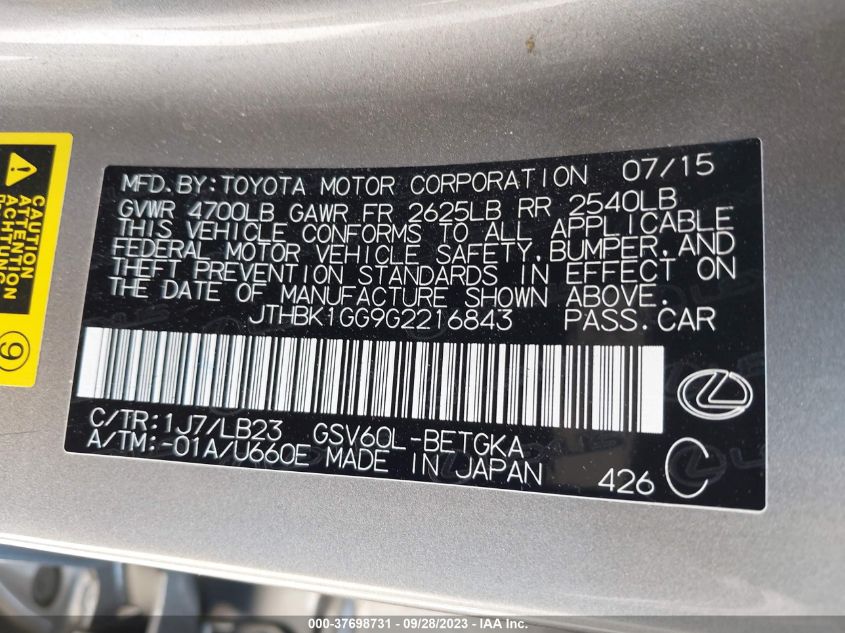 MFD.BY:TOYOTA MOTOR CORPORATION 07/15
GVWR 4700LB GAWR FR 2625LB RR 2540LB
THIS VEHICLE CONFORMS TO ALL APPLICABLE
FEDERAL MOTOR VEHICLE SAFETY,BUMPER,AND
THEFT PREVENTION STANDARDS IN EFFECT ON
THE DATE OF MANUFACTURE SHOWN ABOVE.
JTHBK1GG9G2216843 PASS.CAR
C/TR:1J7/LB23 GSV60L-BETGKA
A/TM:-01A/U660E MADE IN JAPAN
426 C
CAUTION
ATTENTION
ACHTUNG
9
000-37698731 - 09/28/2023 - © IAA, Inc.